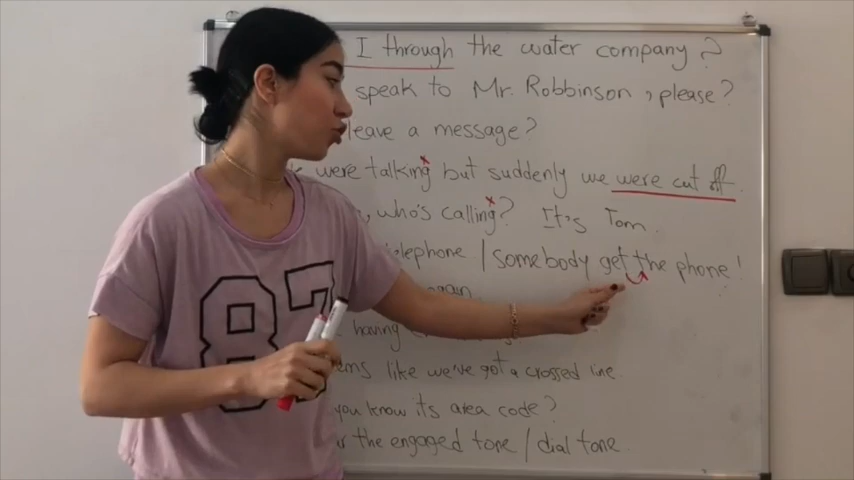 I through the water company?
speak to Mr. Robbinson, please?
leave a message?
were talking but suddenly we were cut off.
who's calling? It's Tom.
telephone / Somebody get the phone!
again
having
like we've got a crossed line
you know its area code?
the engaged tone / dial tone
87